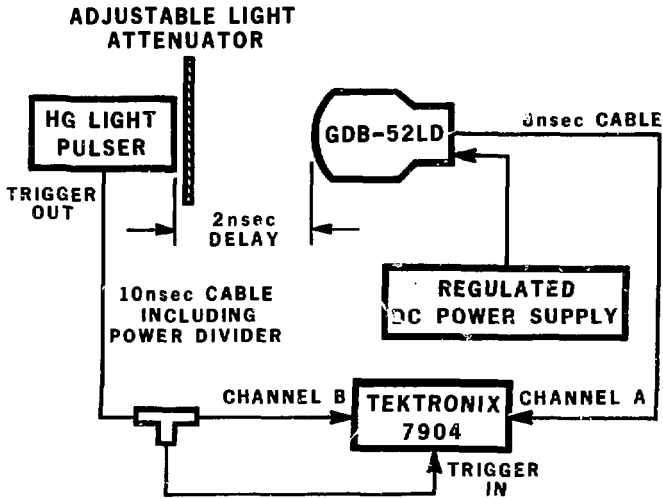 ADJUSTABLE LIGHT
ATTENUATOR
HG LIGHT
PULSER
GDB-52LD
CABLE
TRIGGER
OUT
2nsec
DELAY
10nsec CABLE
INCLUDING
POWER DIVIDER
REGULATED
DC POWER SUPPLY
CHANNEL B
TEKTRONIX
7904
CHANNEL A
TRIGGER
IN